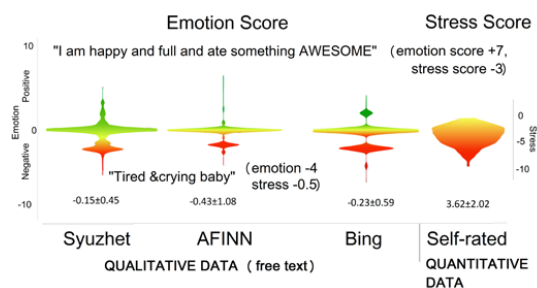 Emotion Score
Stress Score
10
"I am happy and full and ate something AWESOME"
(emotion score +7,
stress score -3)
Positive
Emotion
0
Negative
-10
"Tired &crying baby"
(emotion -4
stress -0.5)
0
-5
-10
Stress
-0.15±0.45
-0.43±1.08
-0.23±0.59
3.62±2.02
Syuzhet
AFINN
Bing
Self-rated
QUALITATIVE DATA ( free text)
QUANTITATIVE
DATA